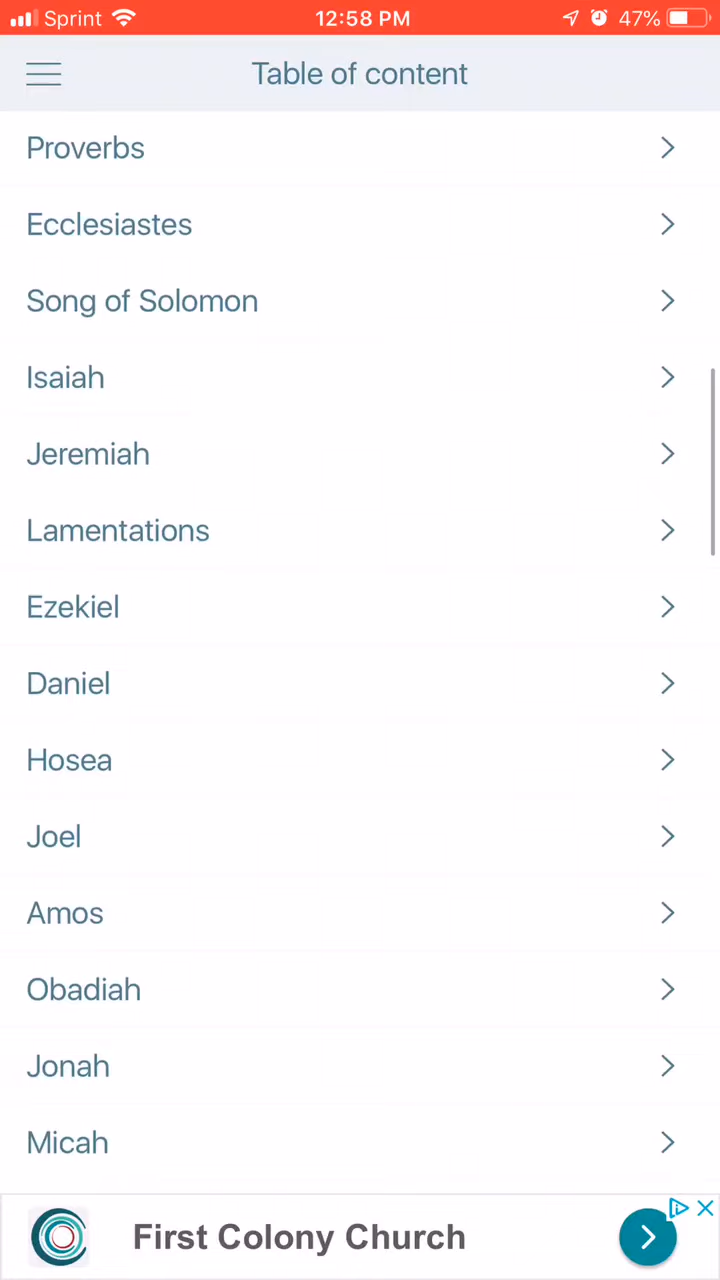 Sprint 12:58 PM 47%
Table of content
Proverbs
Ecclesiastes
Song of Solomon
Isaiah
Jeremiah
Lamentations
Ezekiel
Daniel
Hosea
Joel
Amos
Obadiah
Jonah
Micah
First Colony Church